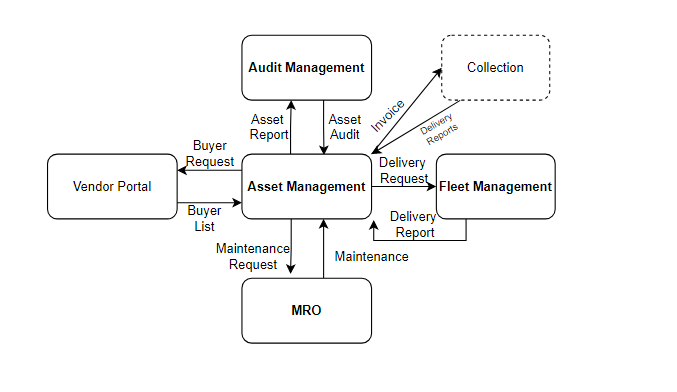 Audit Management
Collection
Asset
Report
Asset
Audit
Invoice
Delivery
Reports
Buyer
Request
Vendor Portal
Asset Management
Delivery
Request
Fleet Management
Buyer
List
Delivery
Report
Maintenance
Request
Maintenance
MRO